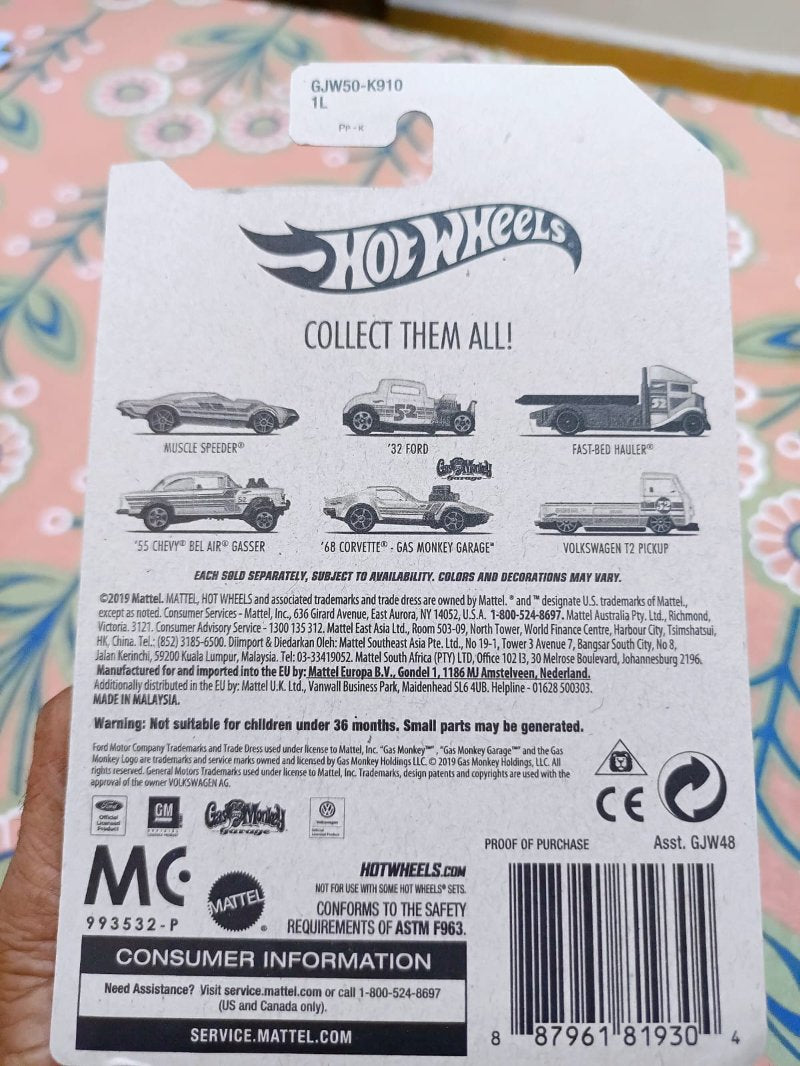 GJW50-K910
1L
PP-K
HOT WHEELS
COLLECT THEM ALL!
MUSCLE SPEEDER®
52
'32 FORD
52
FAST-BED HAULER®
52
'55 CHEVY® BEL AIR® GASSER
Gas Monkey
garage
'68 CORVETTE® - GAS MONKEY GARAGE™
52
VOLKSWAGEN T2 PICKUP
EACH SOLD SEPARATELY, SUBJECT TO AVAILABILITY. COLORS AND DECORATIONS MAY VARY.
©2019 Mattel. MATTEL, HOT WHEELS and associated trademarks and trade dress are owned by Mattel. ® and ™ designate U.S. trademarks of Mattel.,
except as noted. Consumer Services - Mattel, Inc., 636 Girard Avenue, East Aurora, NY 14052, U.S.A. 1-800-524-8697. Mattel Australia Pty. Ltd., Richmond,
Victoria. 3121. Consumer Advisory Service - 1300 135 312. Mattel East Asia Ltd., Room 503-09, North Tower, World Finance Centre, Harbour City, Tsimshatsui,
HK, China. Tel.: (852) 3185-6500. Diimport & Diedarkan Oleh: Mattel Southeast Asia Pte. Ltd., No 19-1, Tower 3 Avenue 7, Bangsar South City, No 8,
Jalan Kerinchi, 59200 Kuala Lumpur, Malaysia. Tel: 03-33419052. Mattel South Africa (PTY) LTD, Office 102 I3, 30 Melrose Boulevard, Johannesburg 2196.
Manufactured for and imported into the EU by: Mattel Europa B.V., Gondel 1, 1186 MJ Amstelveen, Nederland.
Additionally distributed in the EU by: Mattel U.K. Ltd., Vanwall Business Park, Maidenhead SL6 4UB. Helpline - 01628 500303.
MADE IN MALAYSIA.
Warning: Not suitable for children under 36 months. Small parts may be generated.
Ford Motor Company Trademarks and Trade Dress used under license to Mattel, Inc. "Gas Monkey™", "Gas Monkey Garage™" and the Gas
Monkey Logo are trademarks and service marks owned and licensed by Gas Monkey Holdings LLC. © 2019 Gas Monkey Holdings, LLC. All
rights reserved. General Motors Trademarks used under license to Mattel, Inc. Trademarks, design patents and copyrights are used with the
approval of the owner VOLKSWAGEN AG.
CE
Ford
Official
Licensed
Product
GM
Gas Monkey
garage
Volkswagen
PROOF OF PURCHASE
Asst. GJW48
MC
993532-P
MATTEL®
HOTWHEELS.COM
NOT FOR USE WITH SOME HOT WHEELS® SETS.
CONFORMS TO THE SAFETY
REQUIREMENTS OF ASTM F963.
CONSUMER INFORMATION
Need Assistance? Visit service.mattel.com or call 1-800-524-8697
(US and Canada only).
SERVICE.MATTEL.COM
8 87961 81930 4